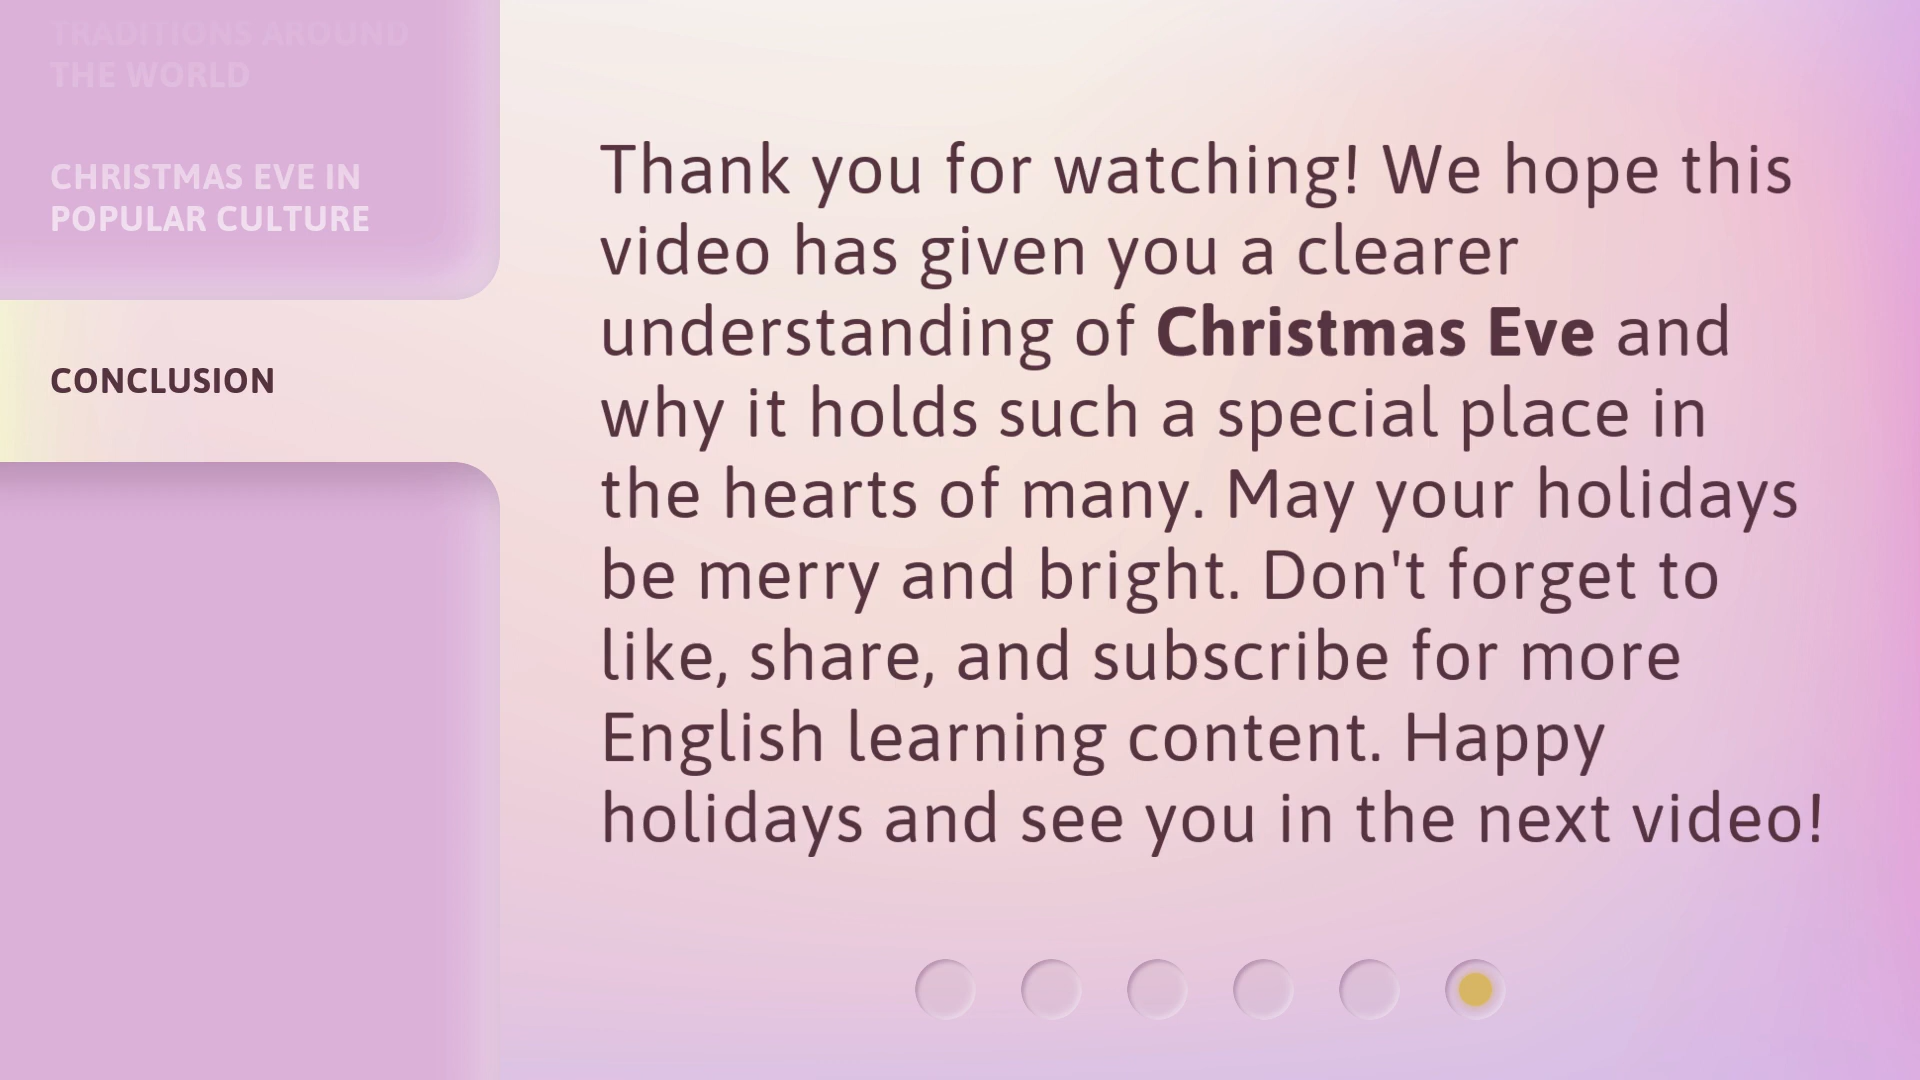 TRADITIONS AROUND
THE WORLD
CHRISTMAS EVE IN
POPULAR CULTURE
CONCLUSION
Thank you for watching! We hope this
video has given you a clearer
understanding of Christmas Eve and
why it holds such a special place in
the hearts of many. May your holidays
be merry and bright. Don't forget to
like, share, and subscribe for more
English learning content. Happy
holidays and see you in the next video!